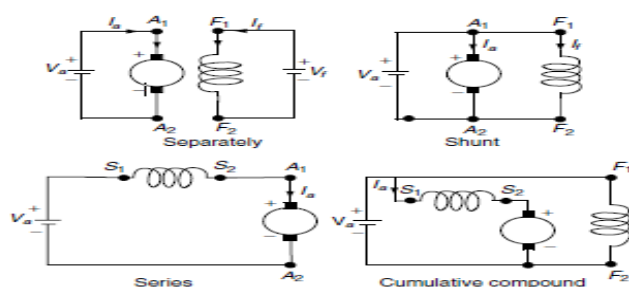 Ia A1 F1 If
Va + − + − + − Vf
A2 F2
Separately
A1 F1
Va + − + − Ia If
A2 F2
Shunt
S1 S2 A1
Ia
Va + − + −
A2
Series
F1
Ia S1 S2
Va + − + −
F2
Cumulative compound